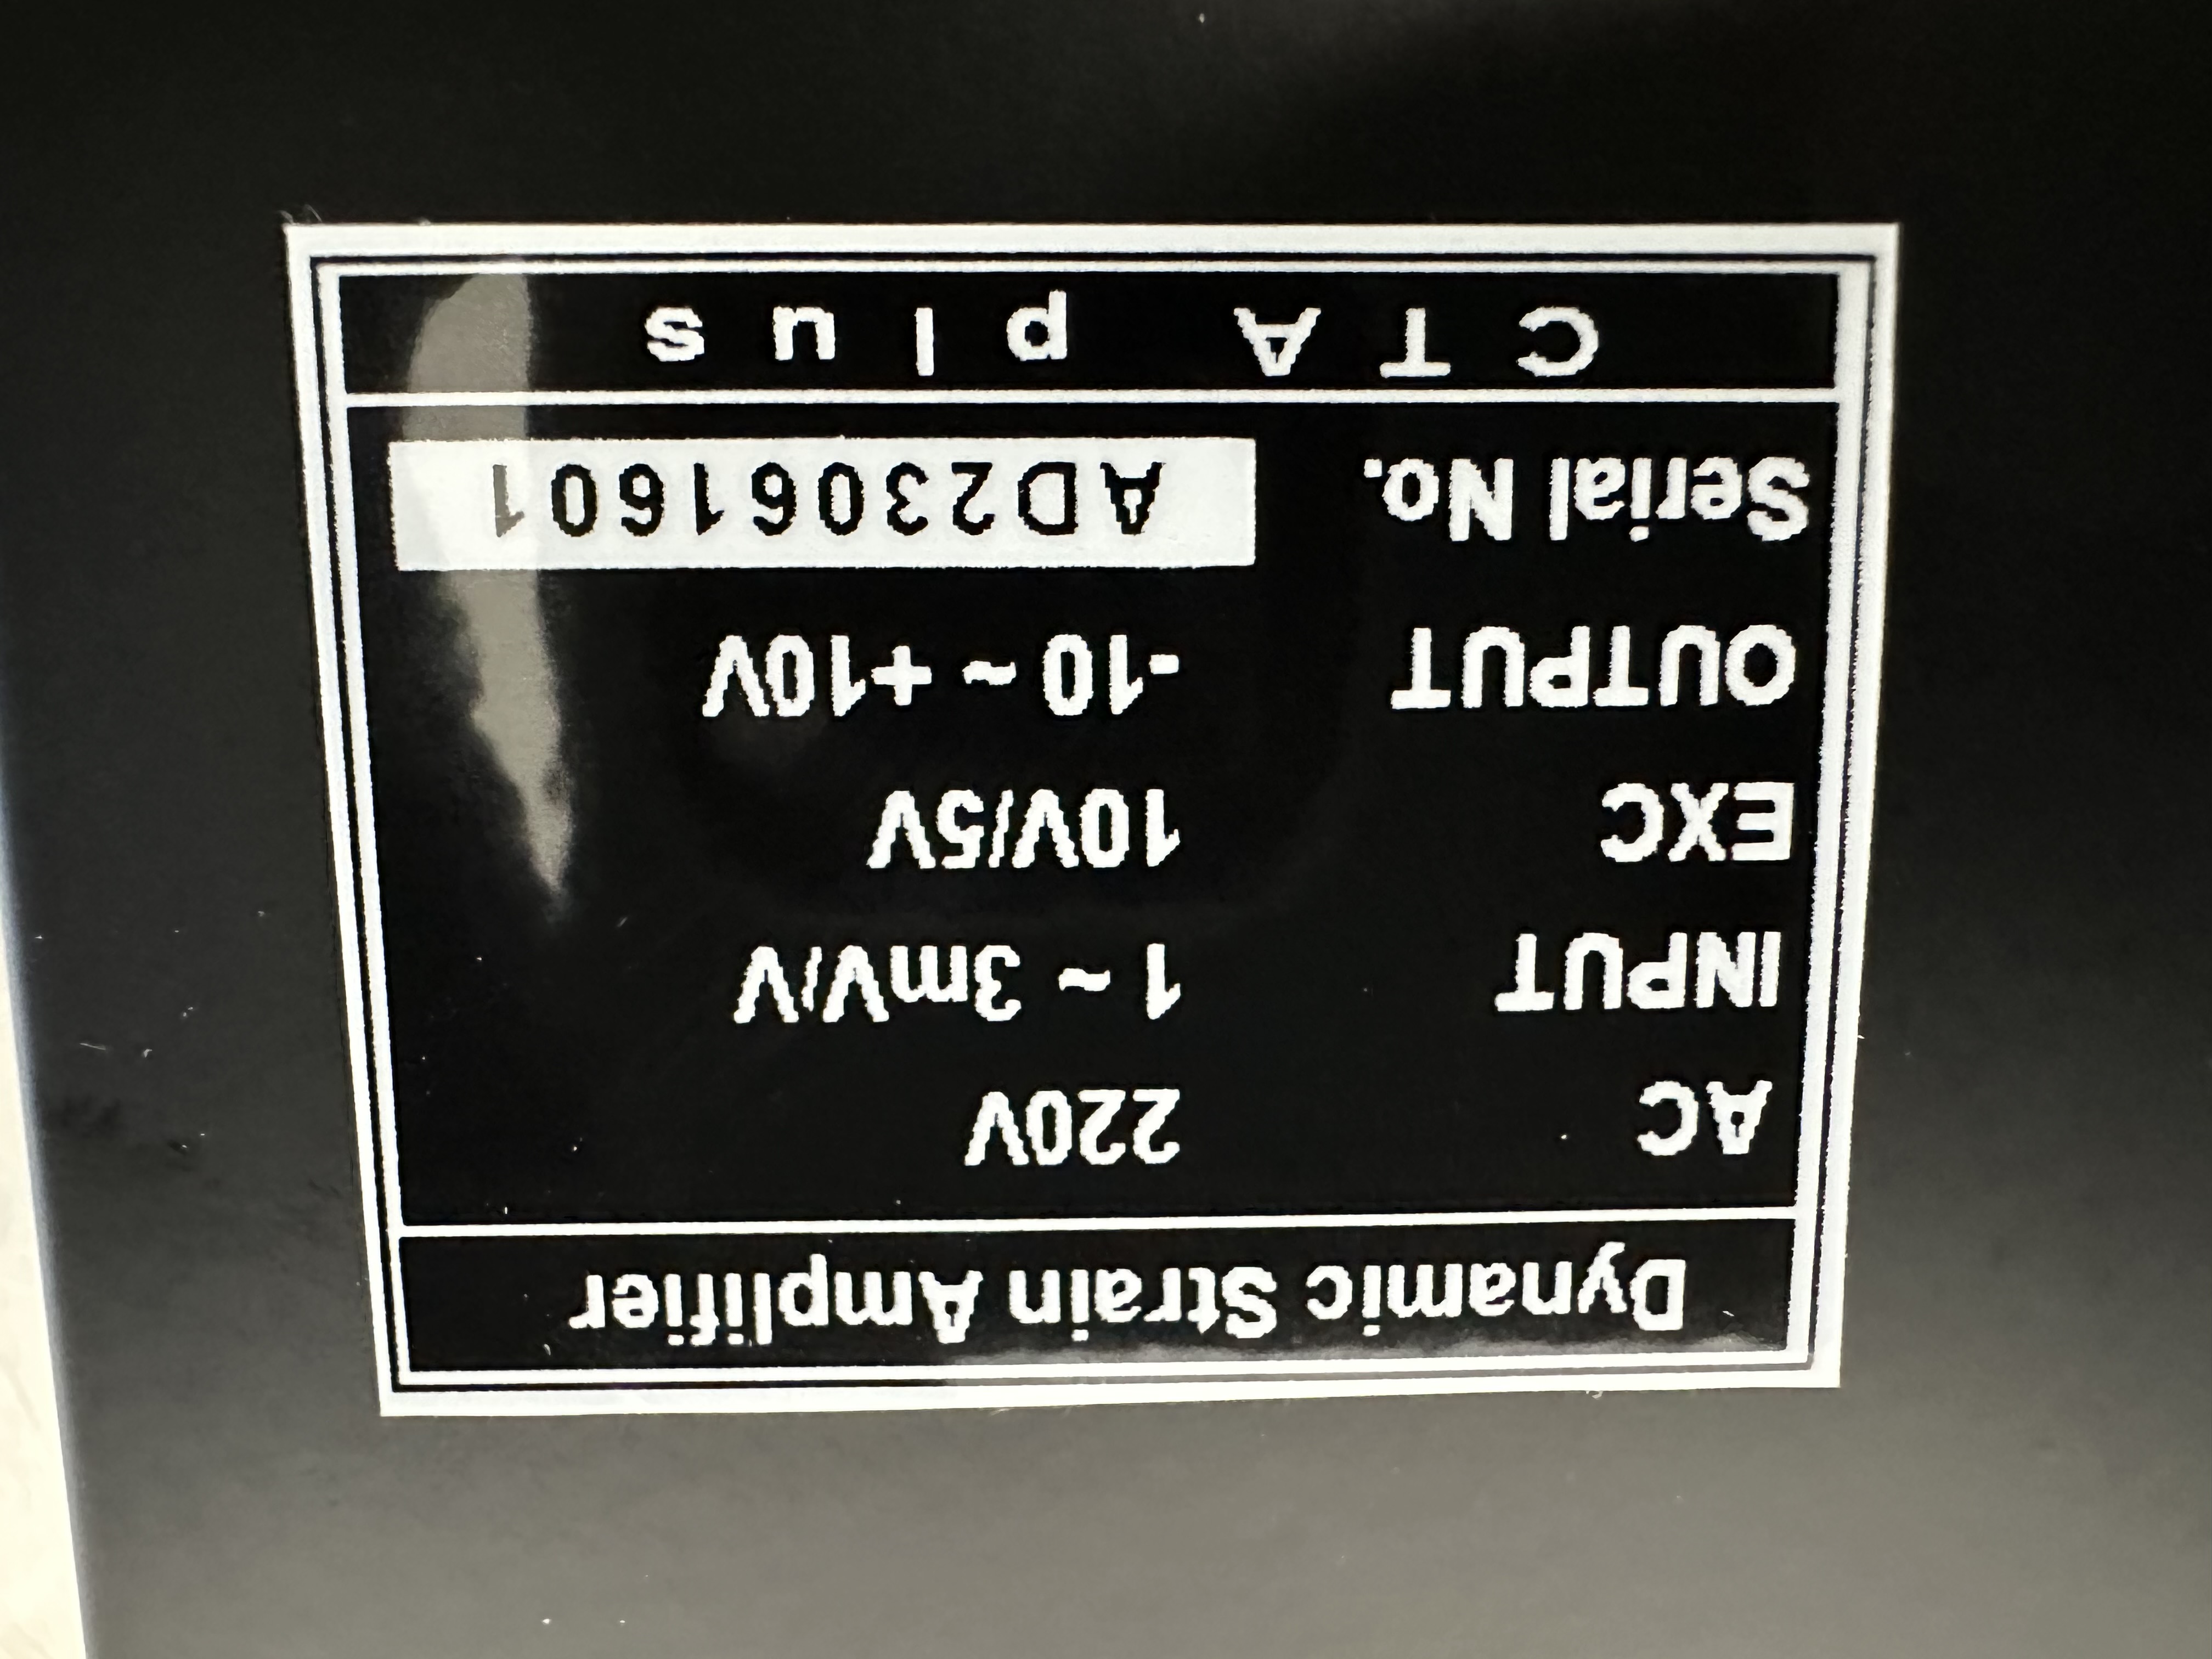 Dynamic Strain Amplifier
AC 220V
INPUT 1 ~ 3mV/V
EXC 10V/5V
OUTPUT -10 ~ +10V
Serial No. AD23061601
CTA plus